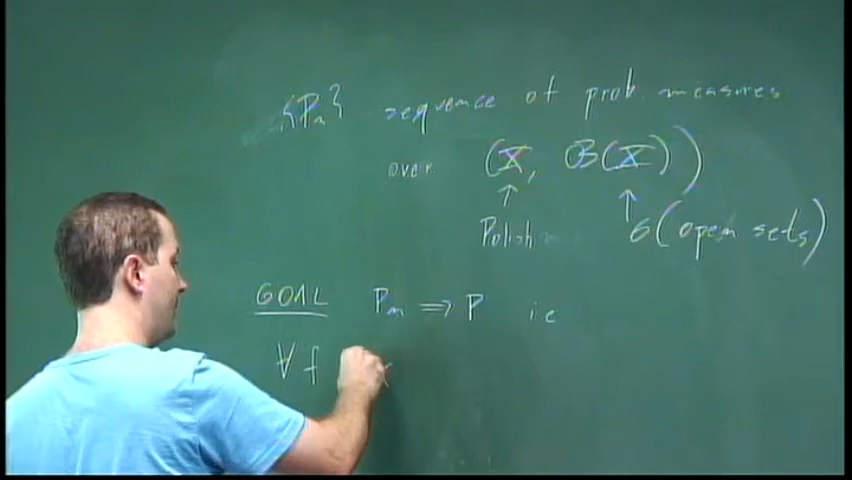 {Pn} sequence of prob. measures
over (X, B(X))
↑ ↑
Polish σ(open sets)
GOAL Pn ⟹ P ie
∀ f